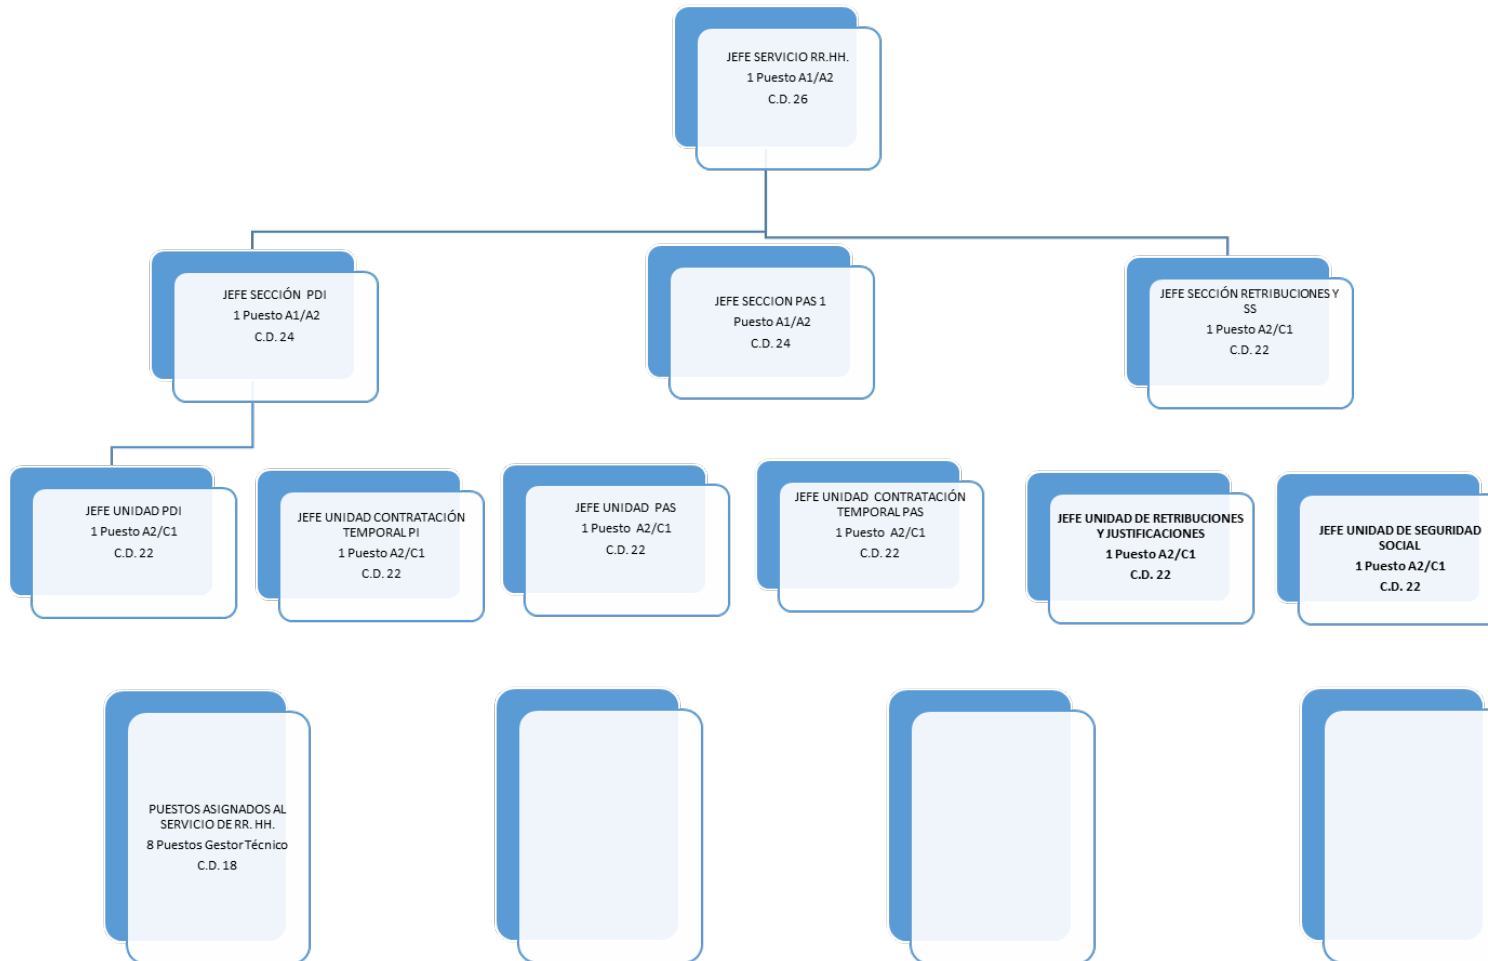 JEFE SERVICIO RR.HH.
1 Puesto A1/A2
C.D. 26
JEFE SECCIÓN PDI
1 Puesto A1/A2
C.D. 24
JEFE SECCION PAS 1
Puesto A1/A2
C.D. 24
JEFE SECCIÓN RETRIBUCIONES Y
SS
1 Puesto A2/C1
C.D. 22
JEFE UNIDAD PDI
1 Puesto A2/C1
C.D. 22
JEFE UNIDAD CONTRATACIÓN
TEMPORAL PI
1 Puesto A2/C1
C.D. 22
JEFE UNIDAD PAS
1 Puesto A2/C1
C.D. 22
JEFE UNIDAD CONTRATACIÓN
TEMPORAL PAS
1 Puesto A2/C1
C.D. 22
JEFE UNIDAD DE RETRIBUCIONES
Y JUSTIFICACIONES
1 Puesto A2/C1
C.D. 22
JEFE UNIDAD DE SEGURIDAD
SOCIAL
1 Puesto A2/C1
C.D. 22
PUESTOS ASIGNADOS AL
SERVICIO DE RR. HH.
8 Puestos Gestor Técnico
C.D. 18